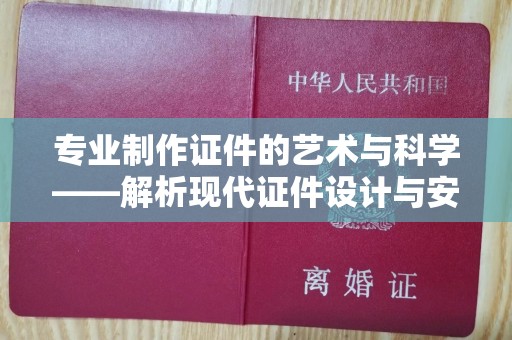 中华人民共和国
专业制作证件的艺术与科学
——解析现代证件设计与安
离婚证